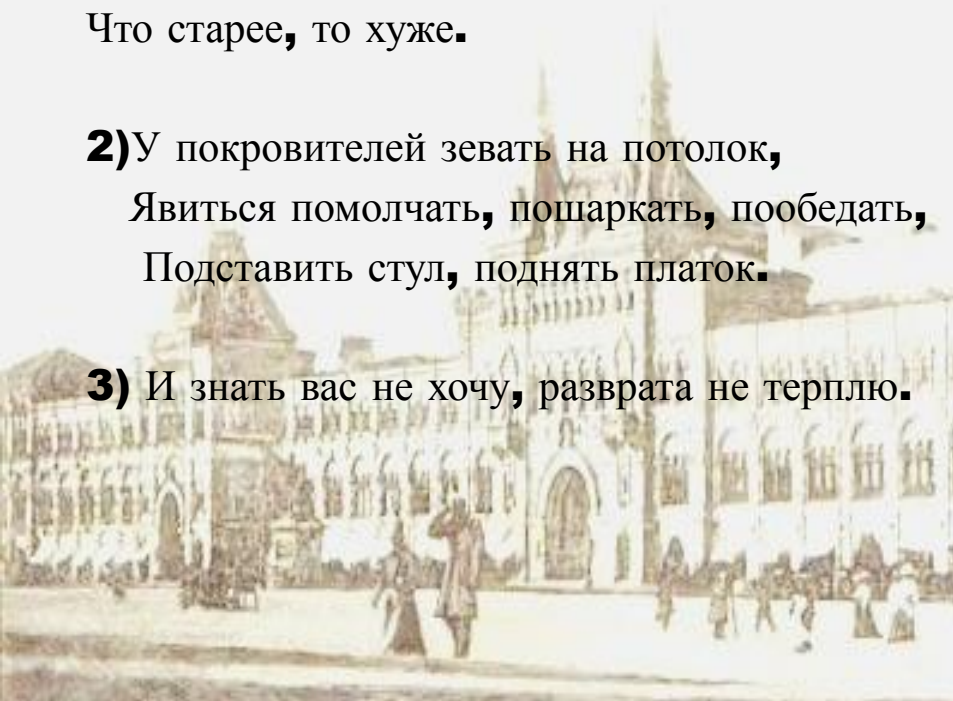 Что старее, то хуже.
2)У покровителей зевать на потолок,
Явиться помолчать, пошаркать, пообедать,
Подставить стул, поднять платок.
3) И знать вас не хочу, разврата не терплю.